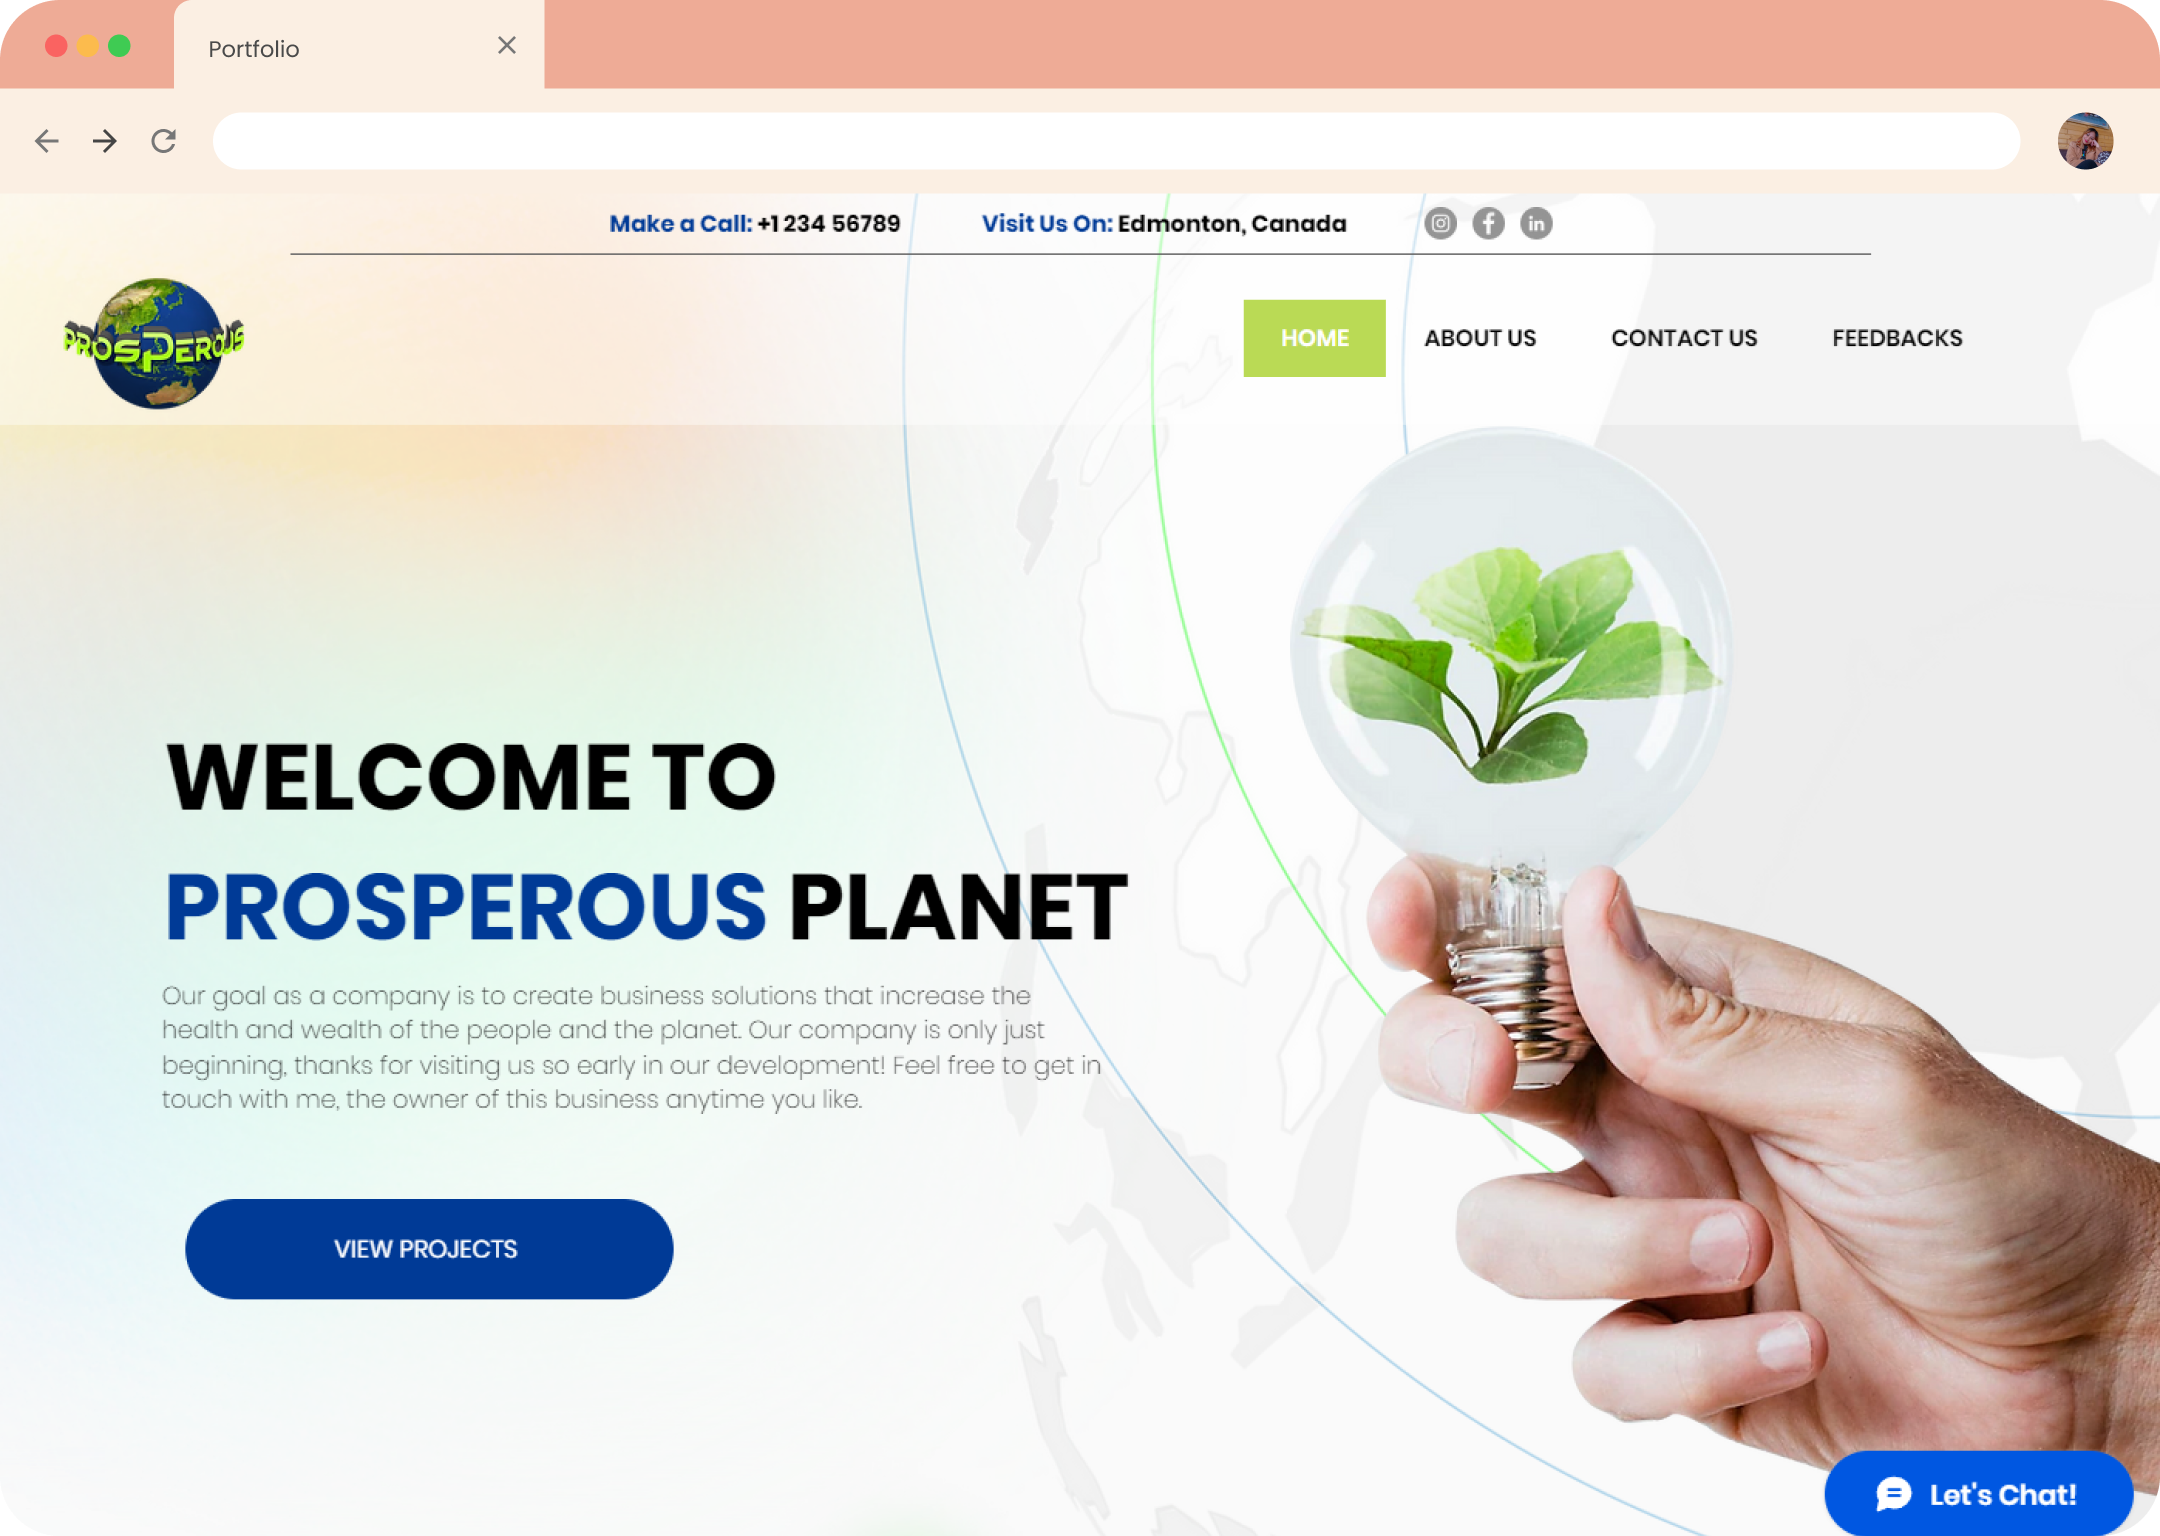 Portfolio
Make a Call: +1 234 56789
Visit Us On: Edmonton, Canada
in
PROSPEROUS
HOME
ABOUT US
CONTACT US
FEEDBACKS
WELCOME TO
PROSPEROUS PLANET
Our goal as a company is to create business solutions that increase the
health and wealth of the people and the planet. Our company is only just
beginning, thanks for visiting us so early in our development! Feel free to get in
touch with me, the owner of this business anytime you like.
VIEW PROJECTS
Let's Chat!